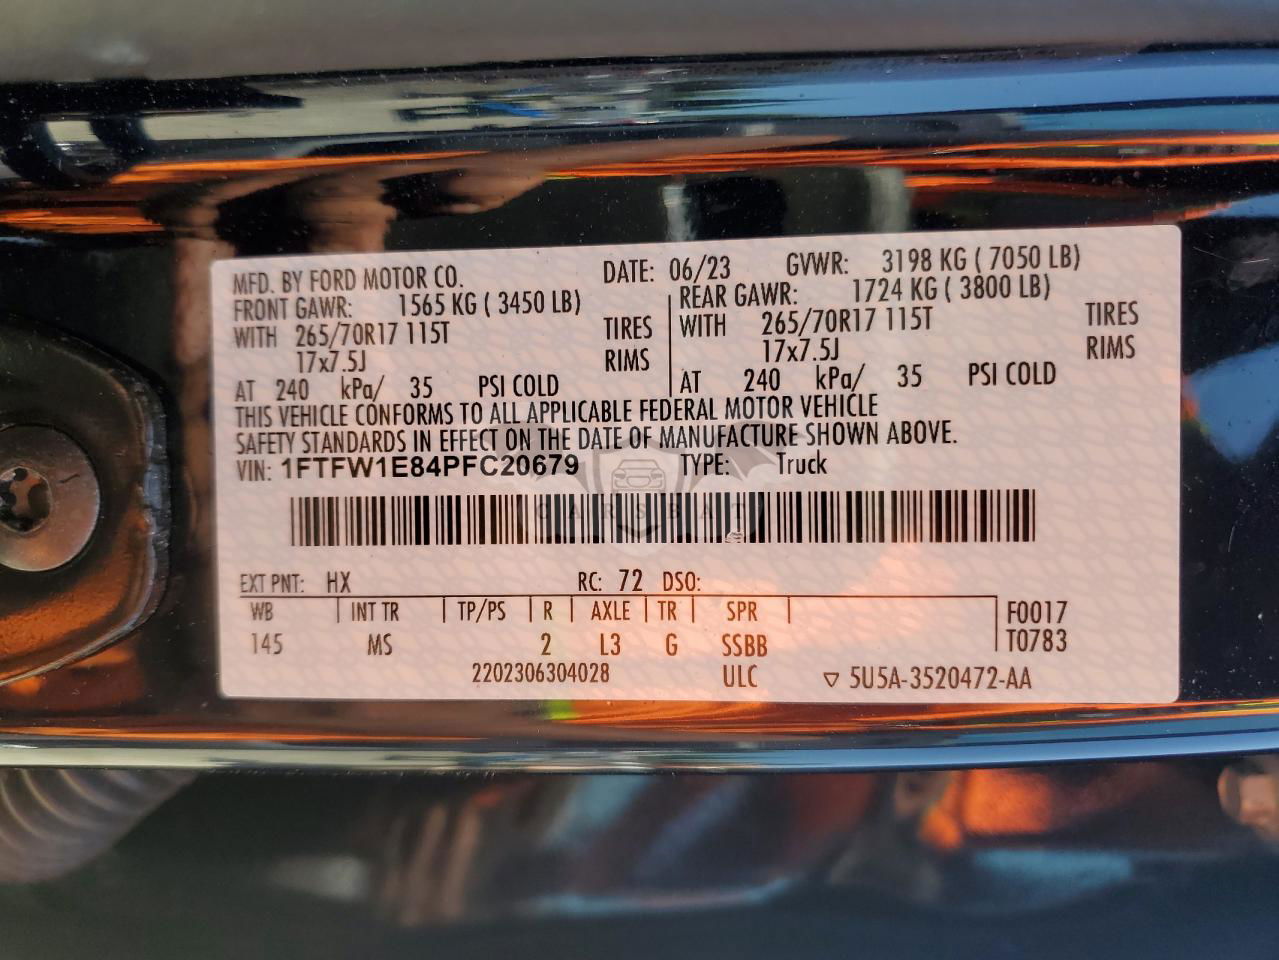 MFD. BY FORD MOTOR CO. DATE: 06/23 GVWR: 3198 KG ( 7050 LB)
FRONT GAWR: 1565 KG ( 3450 LB) REAR GAWR: 1724 KG ( 3800 LB)
WITH 265/70R17 115T TIRES WITH 265/70R17 115T TIRES
17x7.5J RIMS 17x7.5J RIMS
AT 240 kPa/ 35 PSI COLD AT 240 kPa/ 35 PSI COLD
THIS VEHICLE CONFORMS TO ALL APPLICABLE FEDERAL MOTOR VEHICLE
SAFETY STANDARDS IN EFFECT ON THE DATE OF MANUFACTURE SHOWN ABOVE.
VIN: 1FTFW1E84PFC20679 TYPE: Truck
CARSBAT
EXT PNT: HX RC: 72 DSO:
WB INT TR TP/PS R AXLE TR SPR F0017
145 MS 2 L3 G SSBB T0783
2202306304028 ULC ▽ 5U5A-3520472-AA